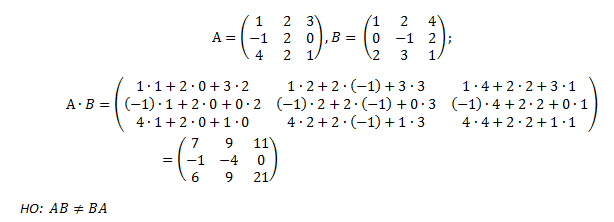 A = ( 1 2 3 ; −1 2 0 ; 4 2 1 ), B = ( 1 2 4 ; 0 −1 2 ; 2 3 1 );
A · B = ( 1·1+2·0+3·2 1·2+2·(−1)+3·3 1·4+2·2+3·1
(−1)·1+2·0+0·2 (−1)·2+2·(−1)+0·3 (−1)·4+2·2+0·1
4·1+2·0+1·0 4·2+2·(−1)+1·3 4·4+2·2+1·1 )
= ( 7 9 11
−1 −4 0
6 9 21 )
НО: AB ≠ BA